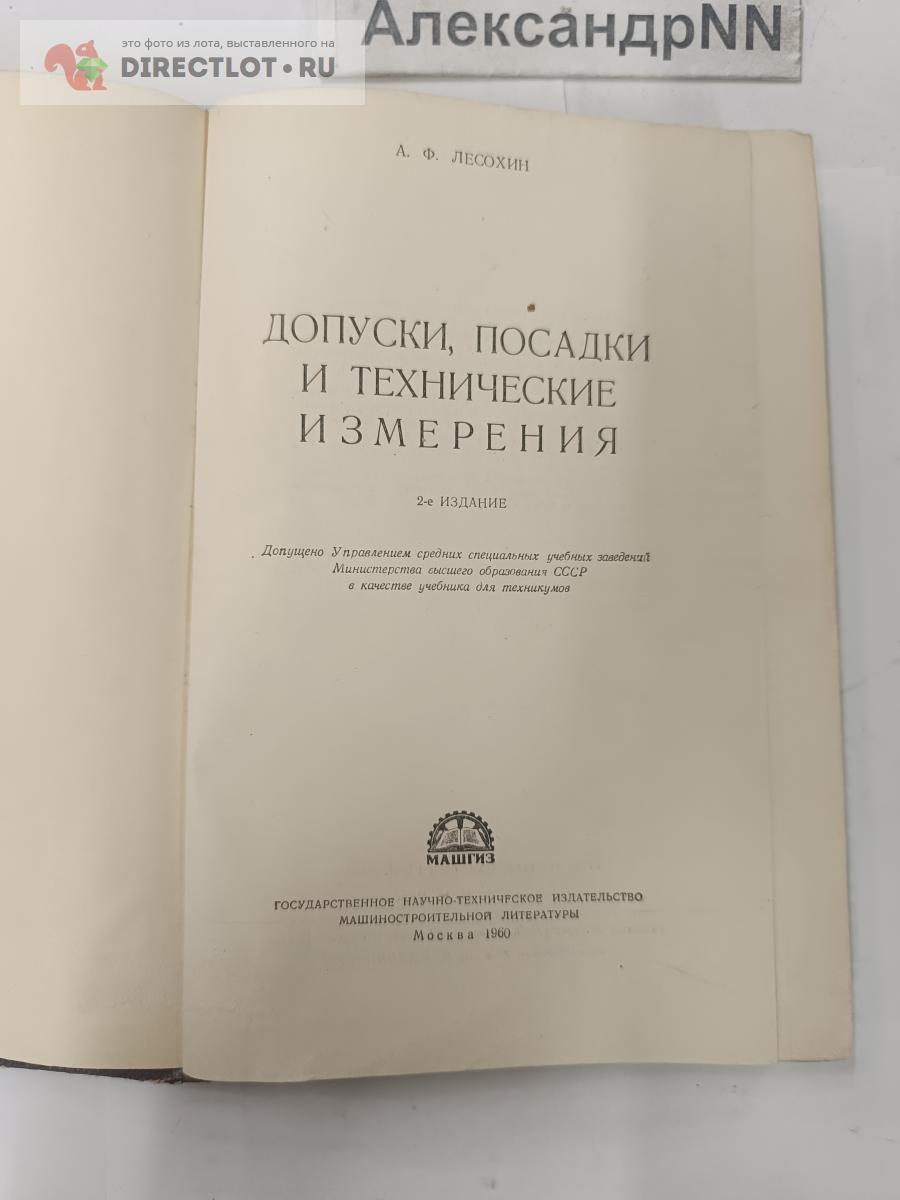 АлександрNN
это фото из лота, выставленного на
DIRECTLOT.RU
А. Ф. ЛЕСОХИН
ДОПУСКИ, ПОСАДКИ
И ТЕХНИЧЕСКИЕ
ИЗМЕРЕНИЯ
2-е ИЗДАНИЕ
Допущено Управлением средних специальных учебных заведений
Министерства высшего образования СССР
в качестве учебника для техникумов
МАШГИЗ
ГОСУДАРСТВЕННОЕ НАУЧНО-ТЕХНИЧЕСКОЕ ИЗДАТЕЛЬСТВО
МАШИНОСТРОИТЕЛЬНОЙ ЛИТЕРАТУРЫ
Москва 1960